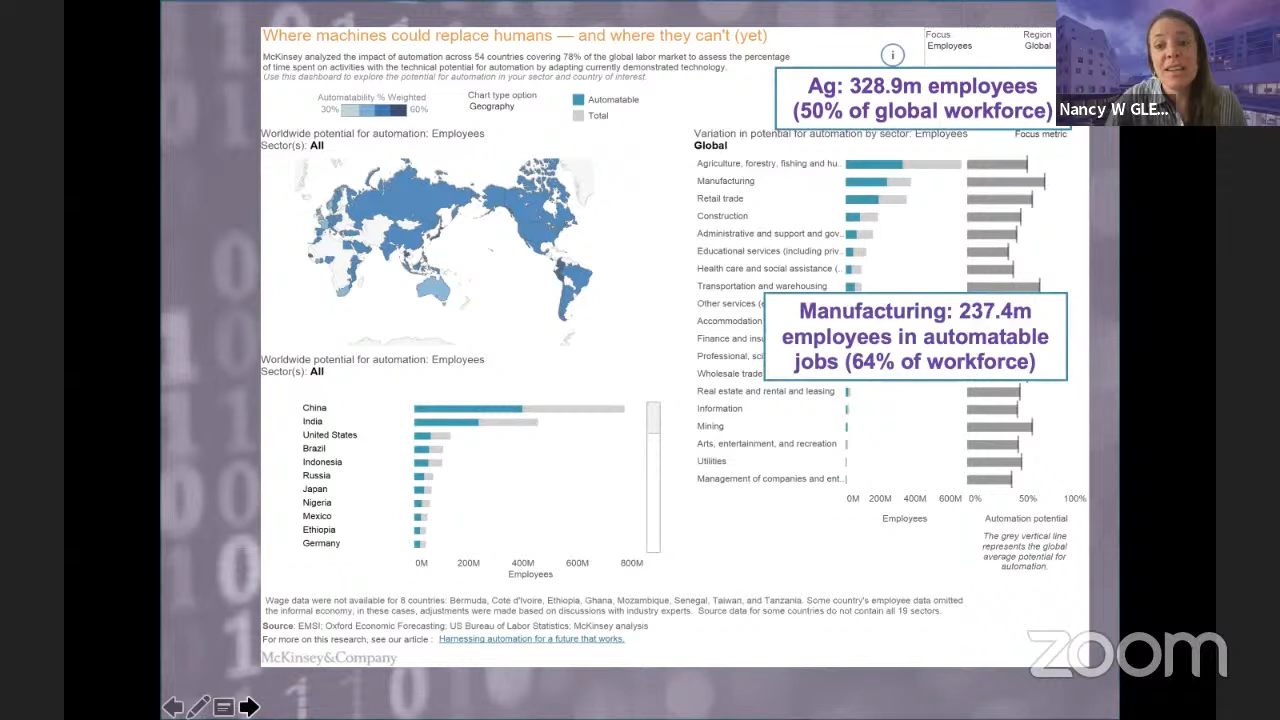 Where machines could replace humans — and where they can't (yet)
McKinsey analyzed the impact of automation across 54 countries covering 78% of the global labor market to assess the percentage
of time spent on activities with the technical potential for automation by adapting currently demonstrated technology.
Use this dashboard to explore the potential for automation in your sector and country of interest.
i
Focus
Employees
Region
Global
Automatability % Weighted
30%
60%
Chart type option
Geography
Automatable
Total
Ag: 328.9m employees
(50% of global workforce)
Nancy W GLE...
Worldwide potential for automation: Employees
Sector(s): All
Variation in potential for automation by sector: Employees
Global
Focus metric
Agriculture, forestry, fishing and hu..
Manufacturing
Retail trade
Construction
Administrative and support and gov..
Educational services (including priv..
Health care and social assistance (..
Transportation and warehousing
Other services (e
Accommodation
Finance and insu
Professional, sci
Wholesale trade
Real estate and rental and leasing
Information
Mining
Arts, entertainment, and recreation
Utilities
Management of companies and ent..
Manufacturing: 237.4m
employees in automatable
jobs (64% of workforce)
0M 200M 400M 600M
Employees
0% 50% 100%
Automation potential
The grey vertical line
represents the global
average potential for
automation.
Worldwide potential for automation: Employees
Sector(s): All
China
India
United States
Brazil
Indonesia
Russia
Japan
Nigeria
Mexico
Ethiopia
Germany
0M 200M 400M 600M 800M
Employees
Wage data were not available for 8 countries: Bermuda, Cote d'Ivoire, Ethiopia, Ghana, Mozambique, Senegal, Taiwan, and Tanzania. Some country's employee data omitted
the informal economy, in these cases, adjustments were made based on discussions with industry experts. Source data for some countries do not contain all 19 sectors.
Source: EMSI; Oxford Economic Forecasting; US Bureau of Labor Statistics; McKinsey analysis
For more on this research, see our article : Harnessing automation for a future that works.
McKinsey&Company
zoom